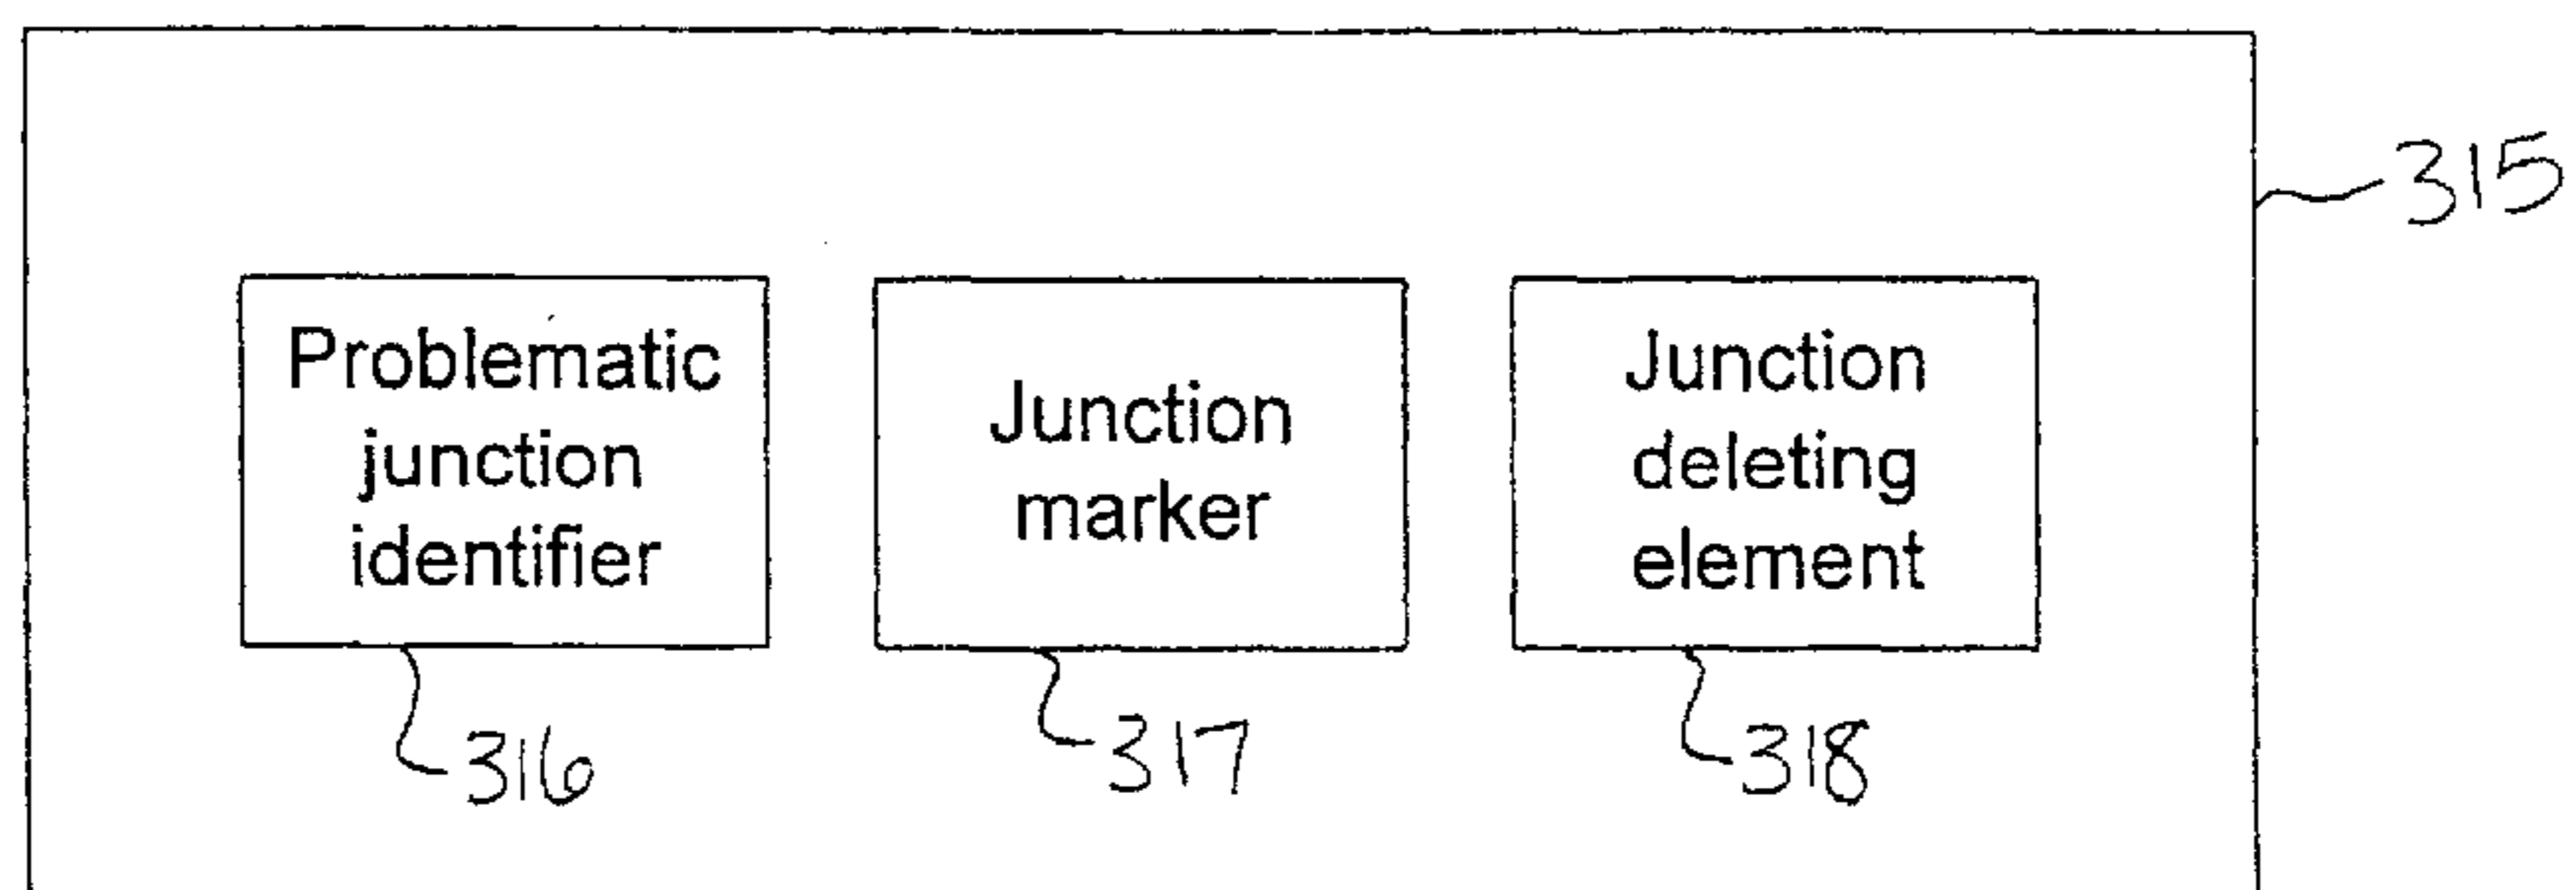 315
Problematic
junction
identifier
Junction
marker
Junction
deleting
element
316
317
318